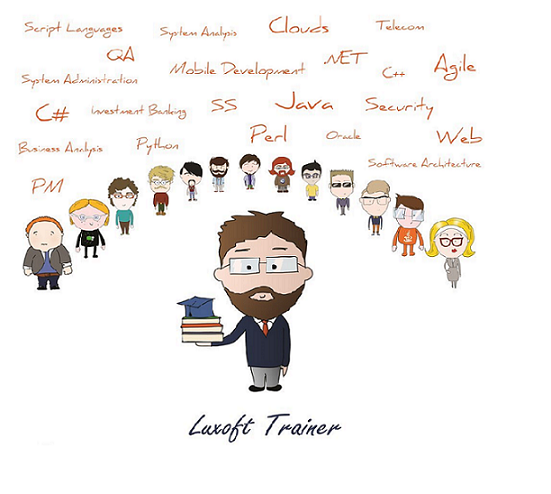 Script Languages
System Analysis
Clouds
Telecom
QA
System Administration
Mobile Development
.NET
C++
Agile
C#
Investment Banking
SS
Java
Security
Business Analysis
Python
Perl
Oracle
Web
Software Architecture
PM
Luxoft Trainer